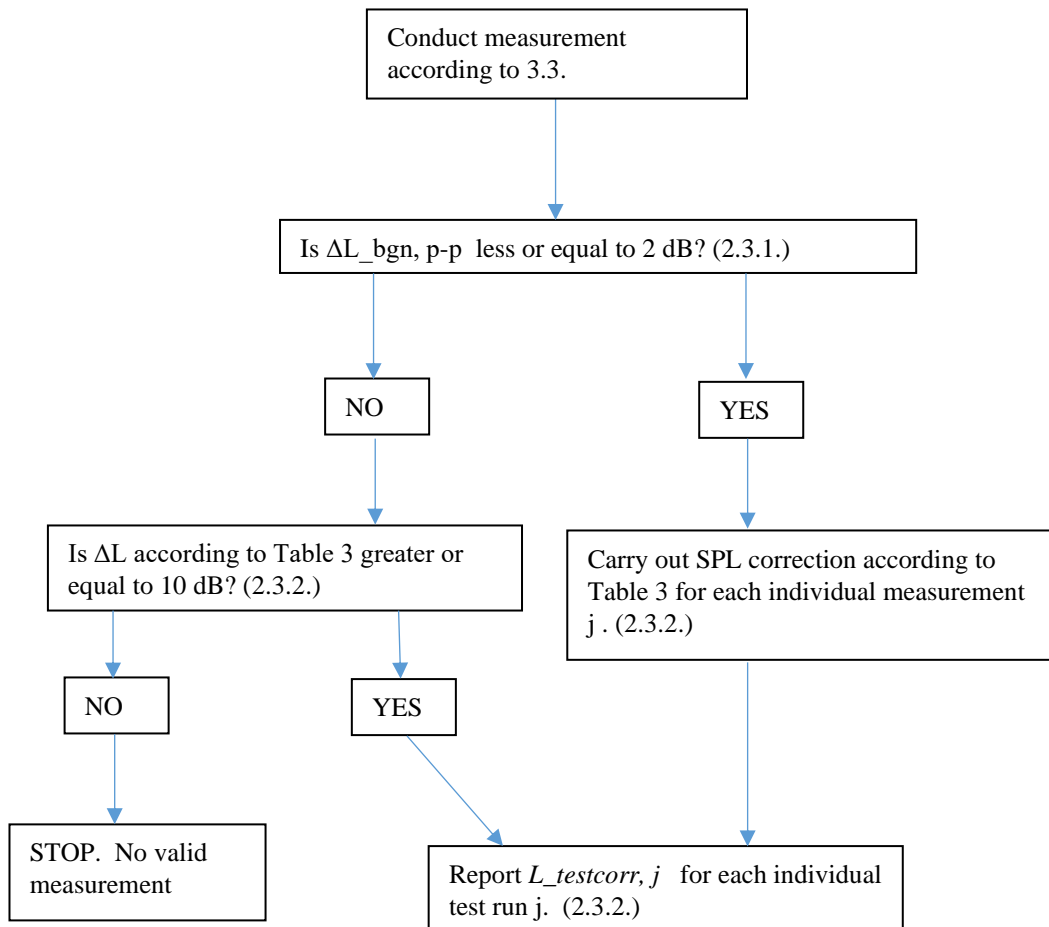 Conduct measurement
according to 3.3.
Is ΔL_bgn, p-p  less or equal to 2 dB? (2.3.1.)
NO
YES
Is ΔL according to Table 3 greater or
equal to 10 dB? (2.3.2.)
Carry out SPL correction according to
Table 3 for each individual measurement
j . (2.3.2.)
NO
YES
STOP.  No valid
measurement
Report L_testcorr, j   for each individual
test run j.  (2.3.2.)